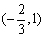 (-2/3, 1)